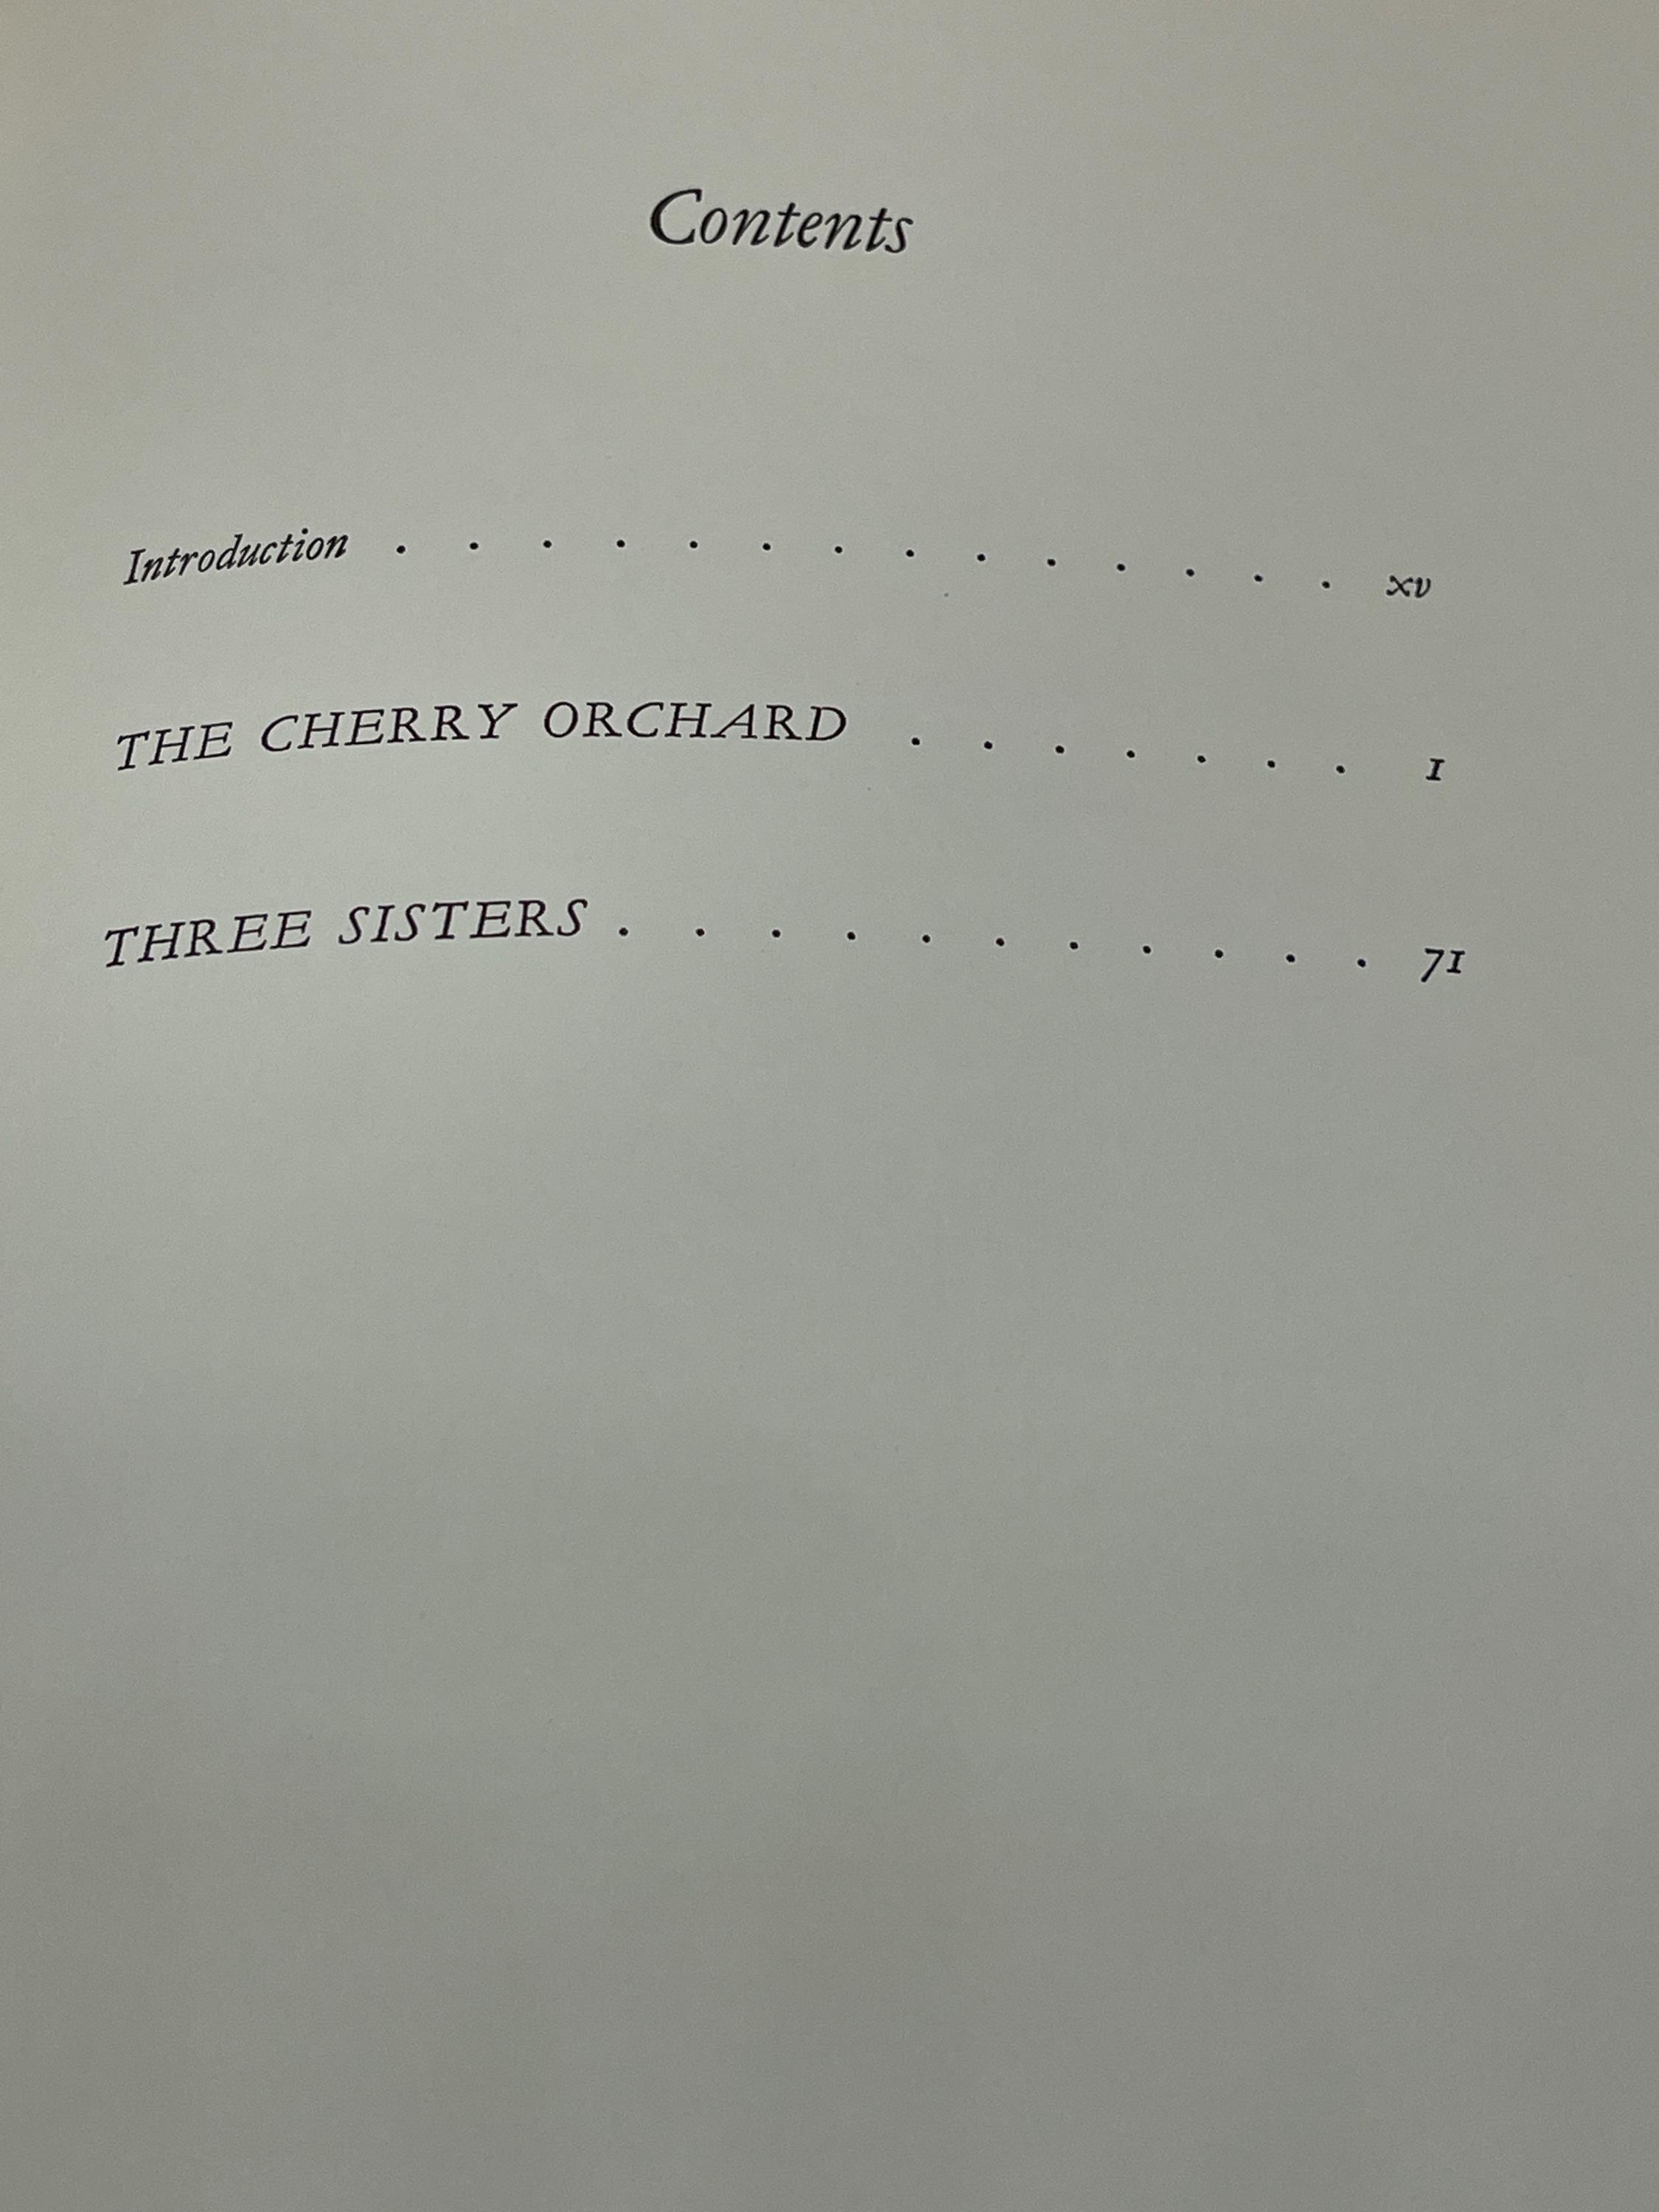 Contents
Introduction . . . . . . . . . . . . . . xv
THE CHERRY ORCHARD . . . . . . . 1
THREE SISTERS . . . . . . . . . . . 71